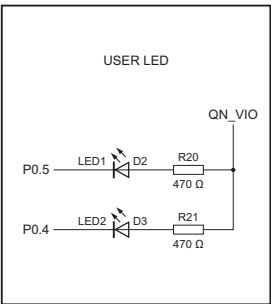 USER LED
QN_VIO
P0.5 LED1 D2 R20
470 Ω
P0.4 LED2 D3 R21
470 Ω